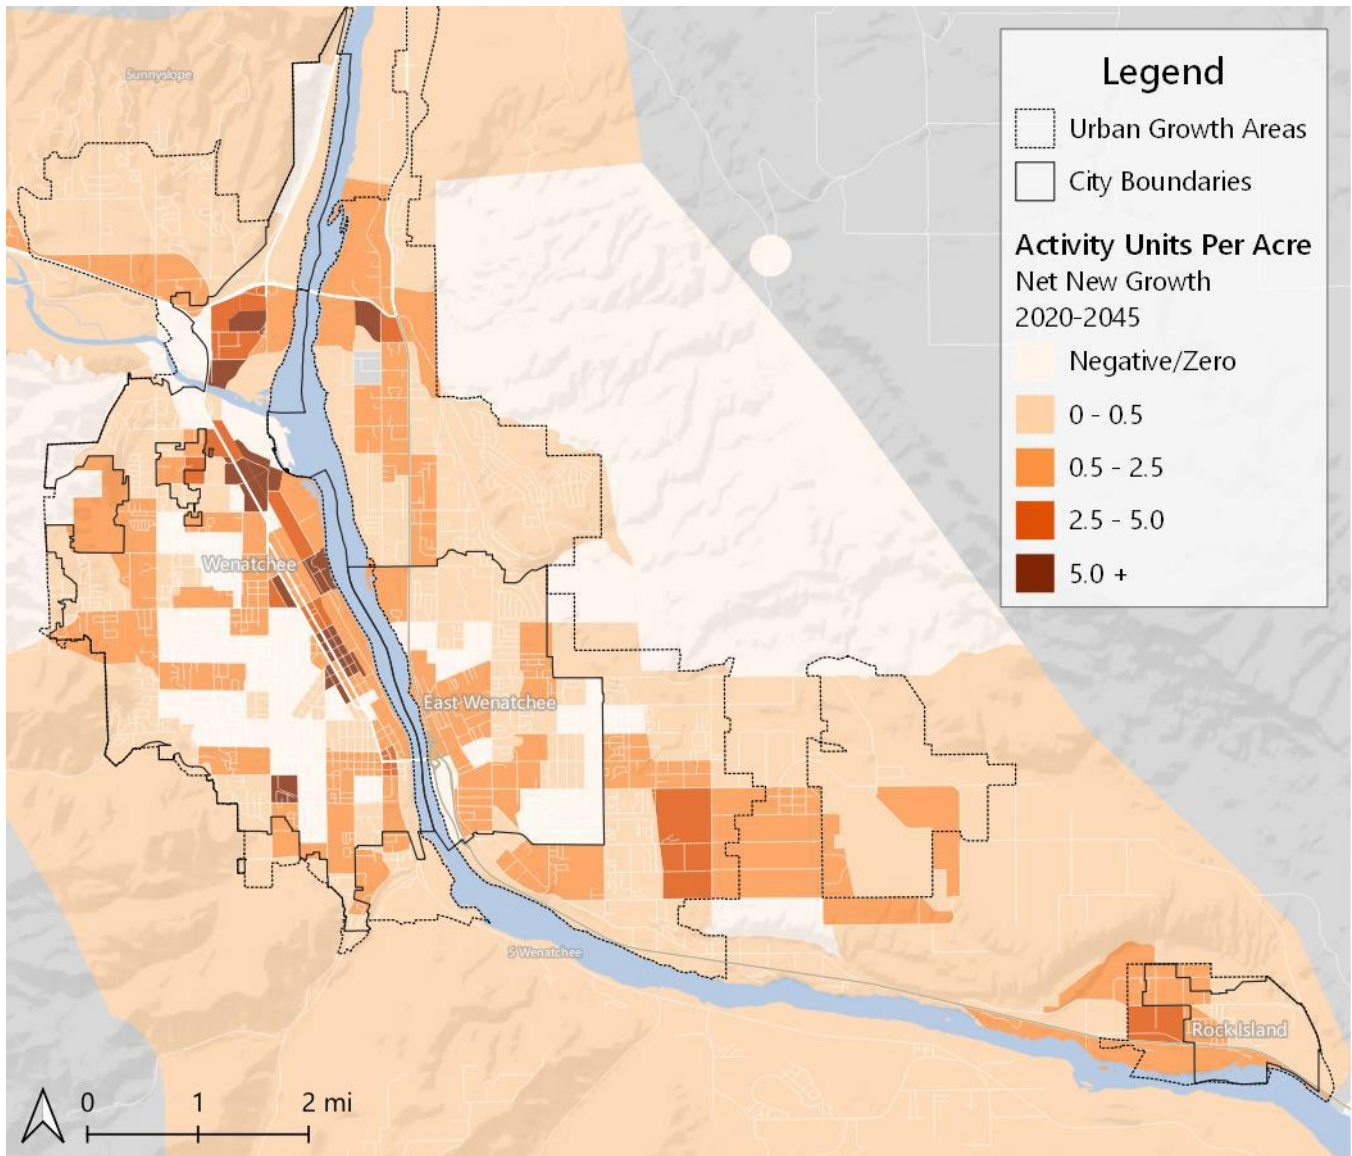 Sunnyslope
Legend
Urban Growth Areas
City Boundaries
Activity Units Per Acre
Net New Growth
2020-2045
Negative/Zero
0 - 0.5
0.5 - 2.5
2.5 - 5.0
5.0 +
Wenatchee
East Wenatchee
S Wenatchee
Rock Island
0 1 2 mi